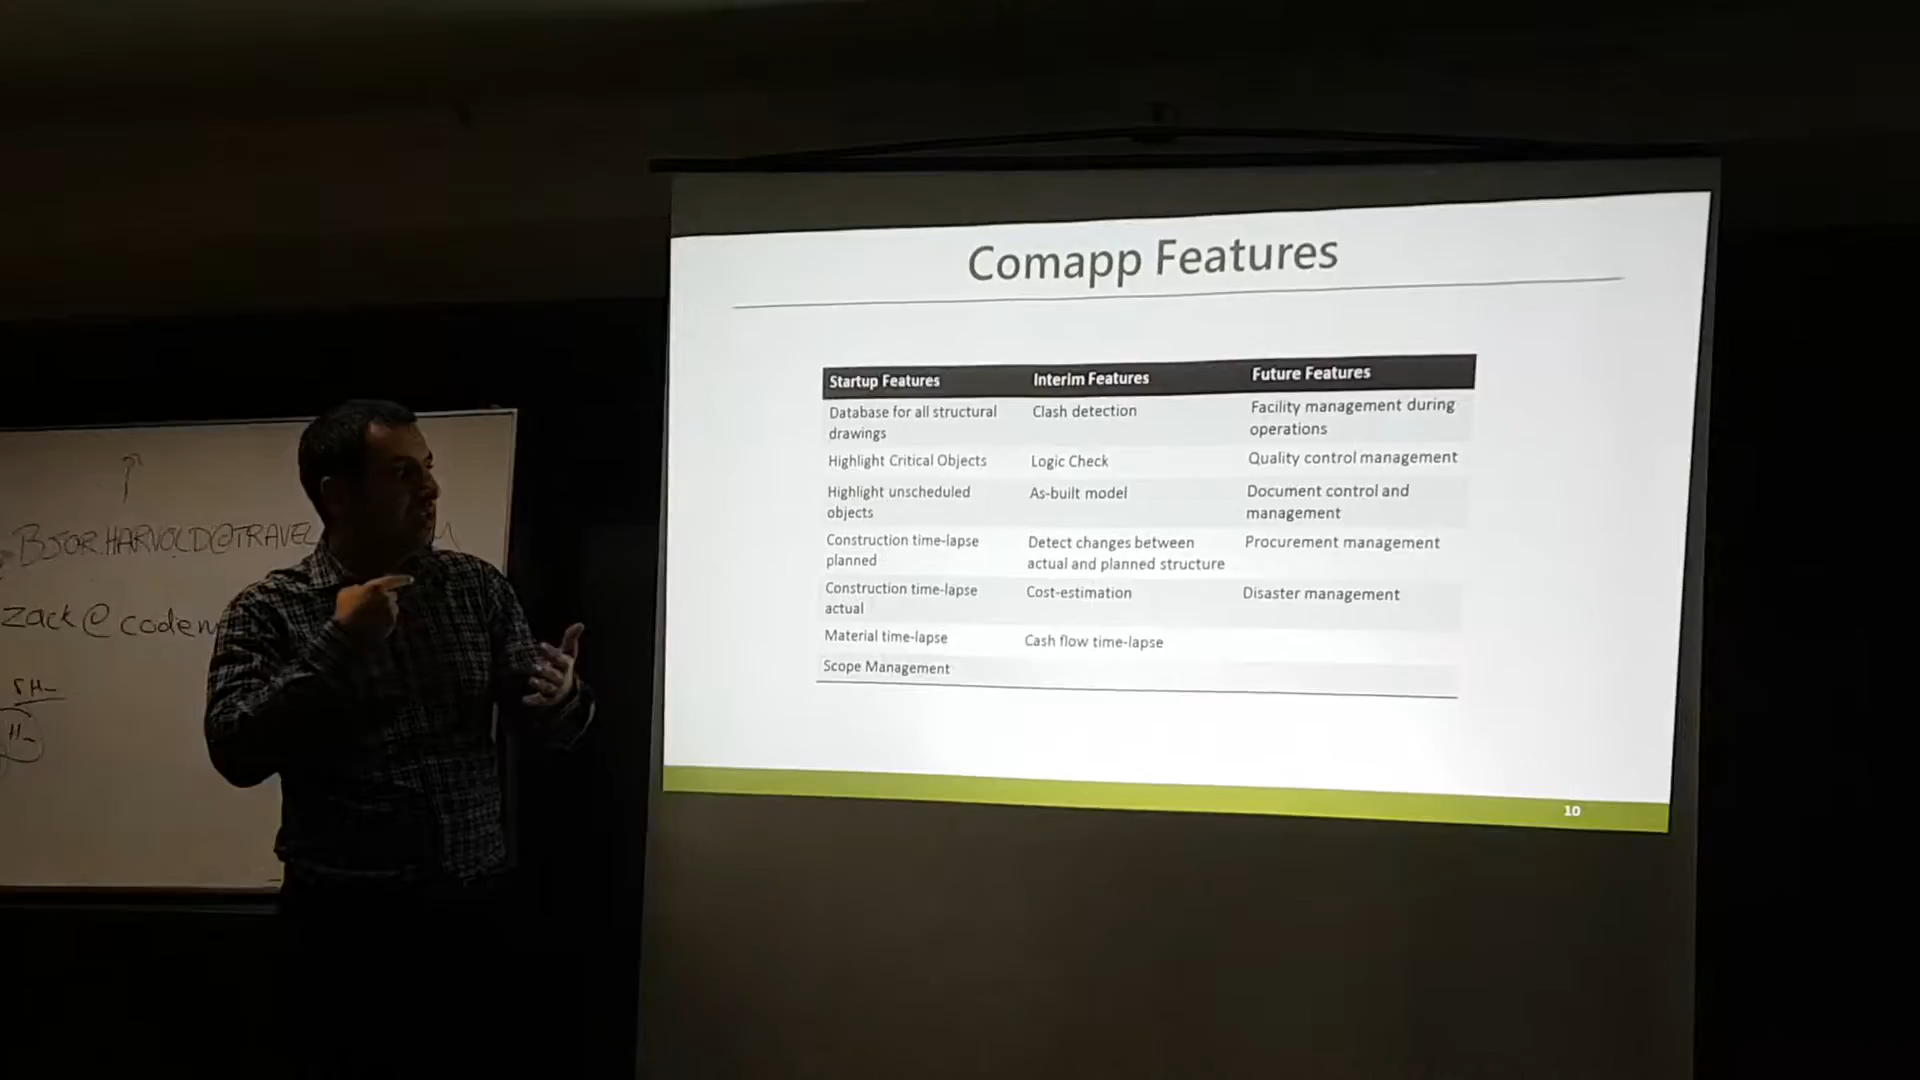 Comapp Features
Startup Features Interim Features Future Features
Database for all structural drawings Clash detection Facility management during operations
Highlight Critical Objects Logic Check Quality control management
Highlight unscheduled objects As-built model Document control and management
Construction time-lapse planned Detect changes between actual and planned structure Procurement management
Construction time-lapse actual Cost-estimation Disaster management
Material time-lapse Cash flow time-lapse
Scope Management
10
BJOR.HARVOLD@TRAVEL
zack@coden